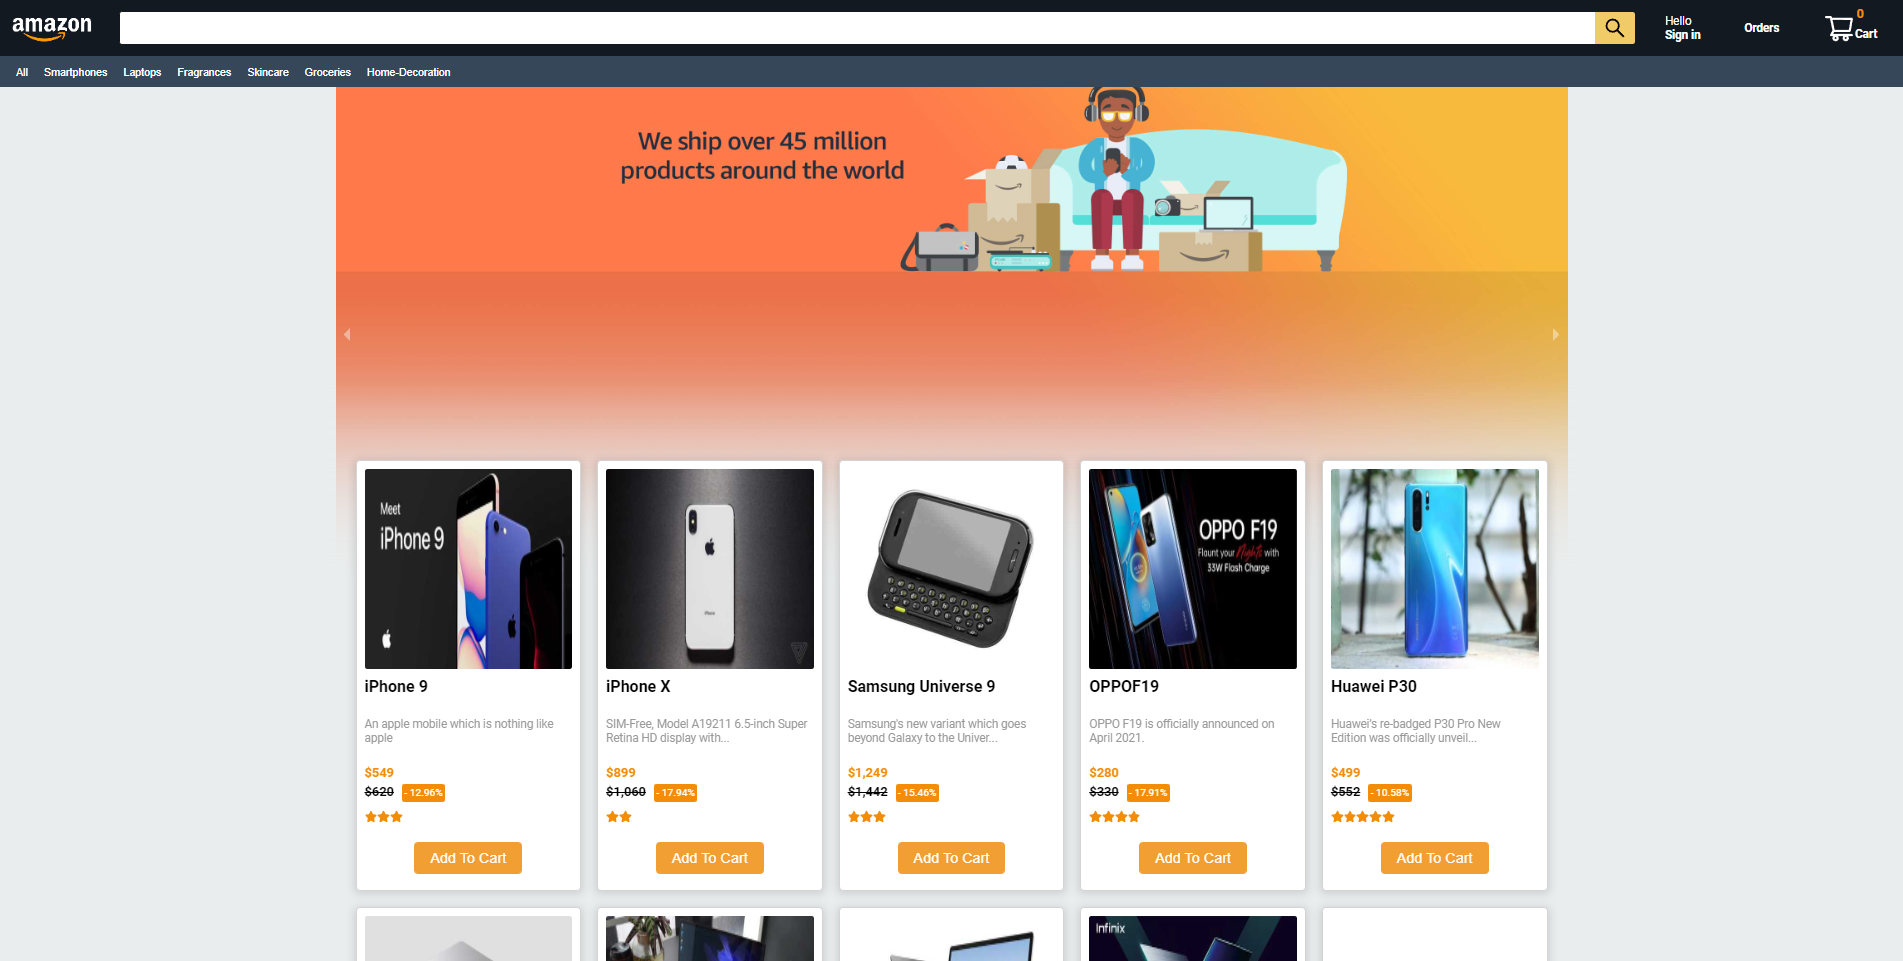 amazon
Hello
Sign in
Orders
0
Cart
All Smartphones Laptops Fragrances Skincare Groceries Home-Decoration
We ship over 45 million
products around the world
Meet
iPhone 9
iPhone 9
An apple mobile which is nothing like
apple
$549
$620 - 12.96%
Add To Cart
iPhone
iPhone X
SIM-Free, Model A19211 6.5-inch Super
Retina HD display with...
$899
$1,060 - 17.94%
Add To Cart
Samsung Universe 9
Samsung's new variant which goes
beyond Galaxy to the Univer...
$1,249
$1,442 - 15.46%
Add To Cart
OPPO F19
Flaunt your Nights with
33W Flash Charge
OPPOF19
OPPO F19 is officially announced on
April 2021.
$280
$330 - 17.91%
Add To Cart
Huawei P30
Huawei's re-badged P30 Pro New
Edition was officially unveil...
$499
$552 - 10.58%
Add To Cart
Infinix